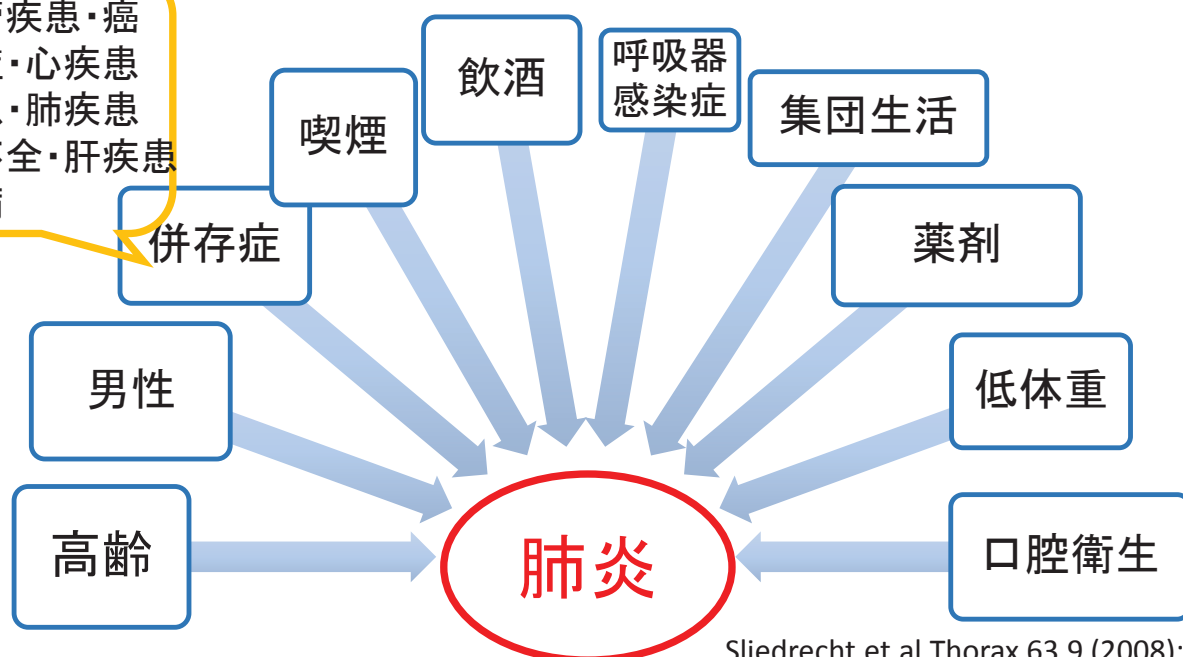 疾患・癌
・心疾患
・肺疾患
全・肝疾患
併存症
喫煙
飲酒
呼吸器
感染症
集団生活
薬剤
男性
低体重
高齢
肺炎
口腔衛生
Sliedrecht et al Thorax 63.9 (2008):